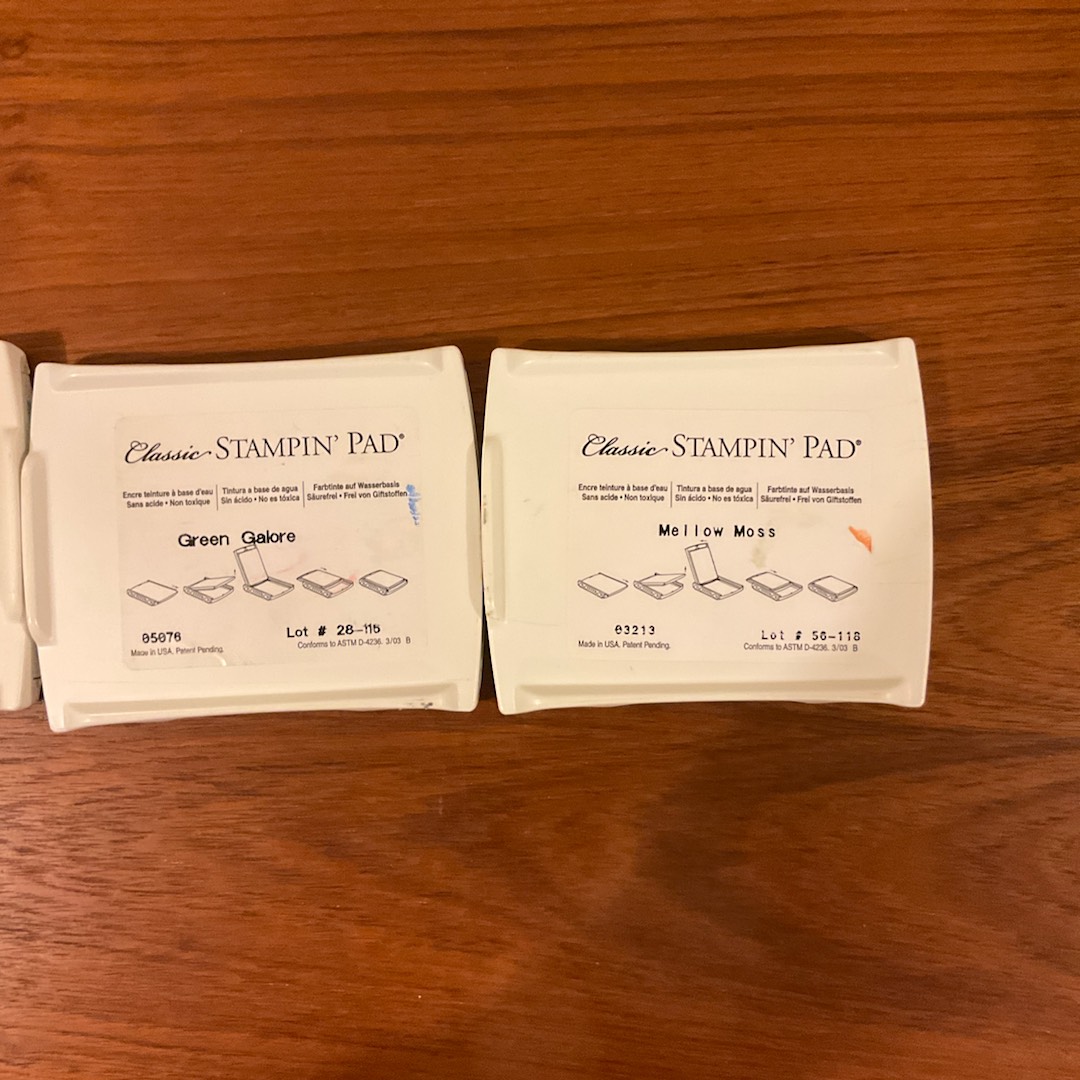 Classic STAMPIN' PAD®
Encre teinture à base d'eau
Sans acide • Non toxique
Tintura a base de agua
Sin ácido • No es tóxica
Farbtinte auf Wasserbasis
Säurefrei • Frei von Giftstoffen
Green Galore
05076
Lot # 28-116
Made in USA. Patent Pending.
Conforms to ASTM D-4236. 3/03 B
Classic STAMPIN' PAD®
Encre teinture à base d'eau
Sans acide • Non toxique
Tintura a base de agua
Sin ácido • No es tóxica
Farbtinte auf Wasserbasis
Säurefrei • Frei von Giftstoffen
Mellow Moss
03213
Lot # 56-118
Made in USA. Patent Pending.
Conforms to ASTM D-4236. 3/03 B